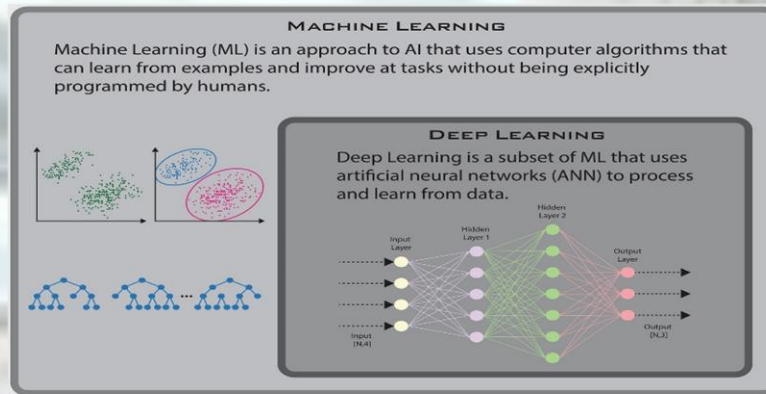 MACHINE LEARNING
Machine Learning (ML) is an approach to AI that uses computer algorithms that
can learn from examples and improve at tasks without being explicitly
programmed by humans.
DEEP LEARNING
Deep Learning is a subset of ML that uses
artificial neural networks (ANN) to process
and learn from data.
Input
Layer
Hidden
Layer 1
Hidden
Layer 2
Output
Layer
...
Input
[N,4]
Output
[N,3]